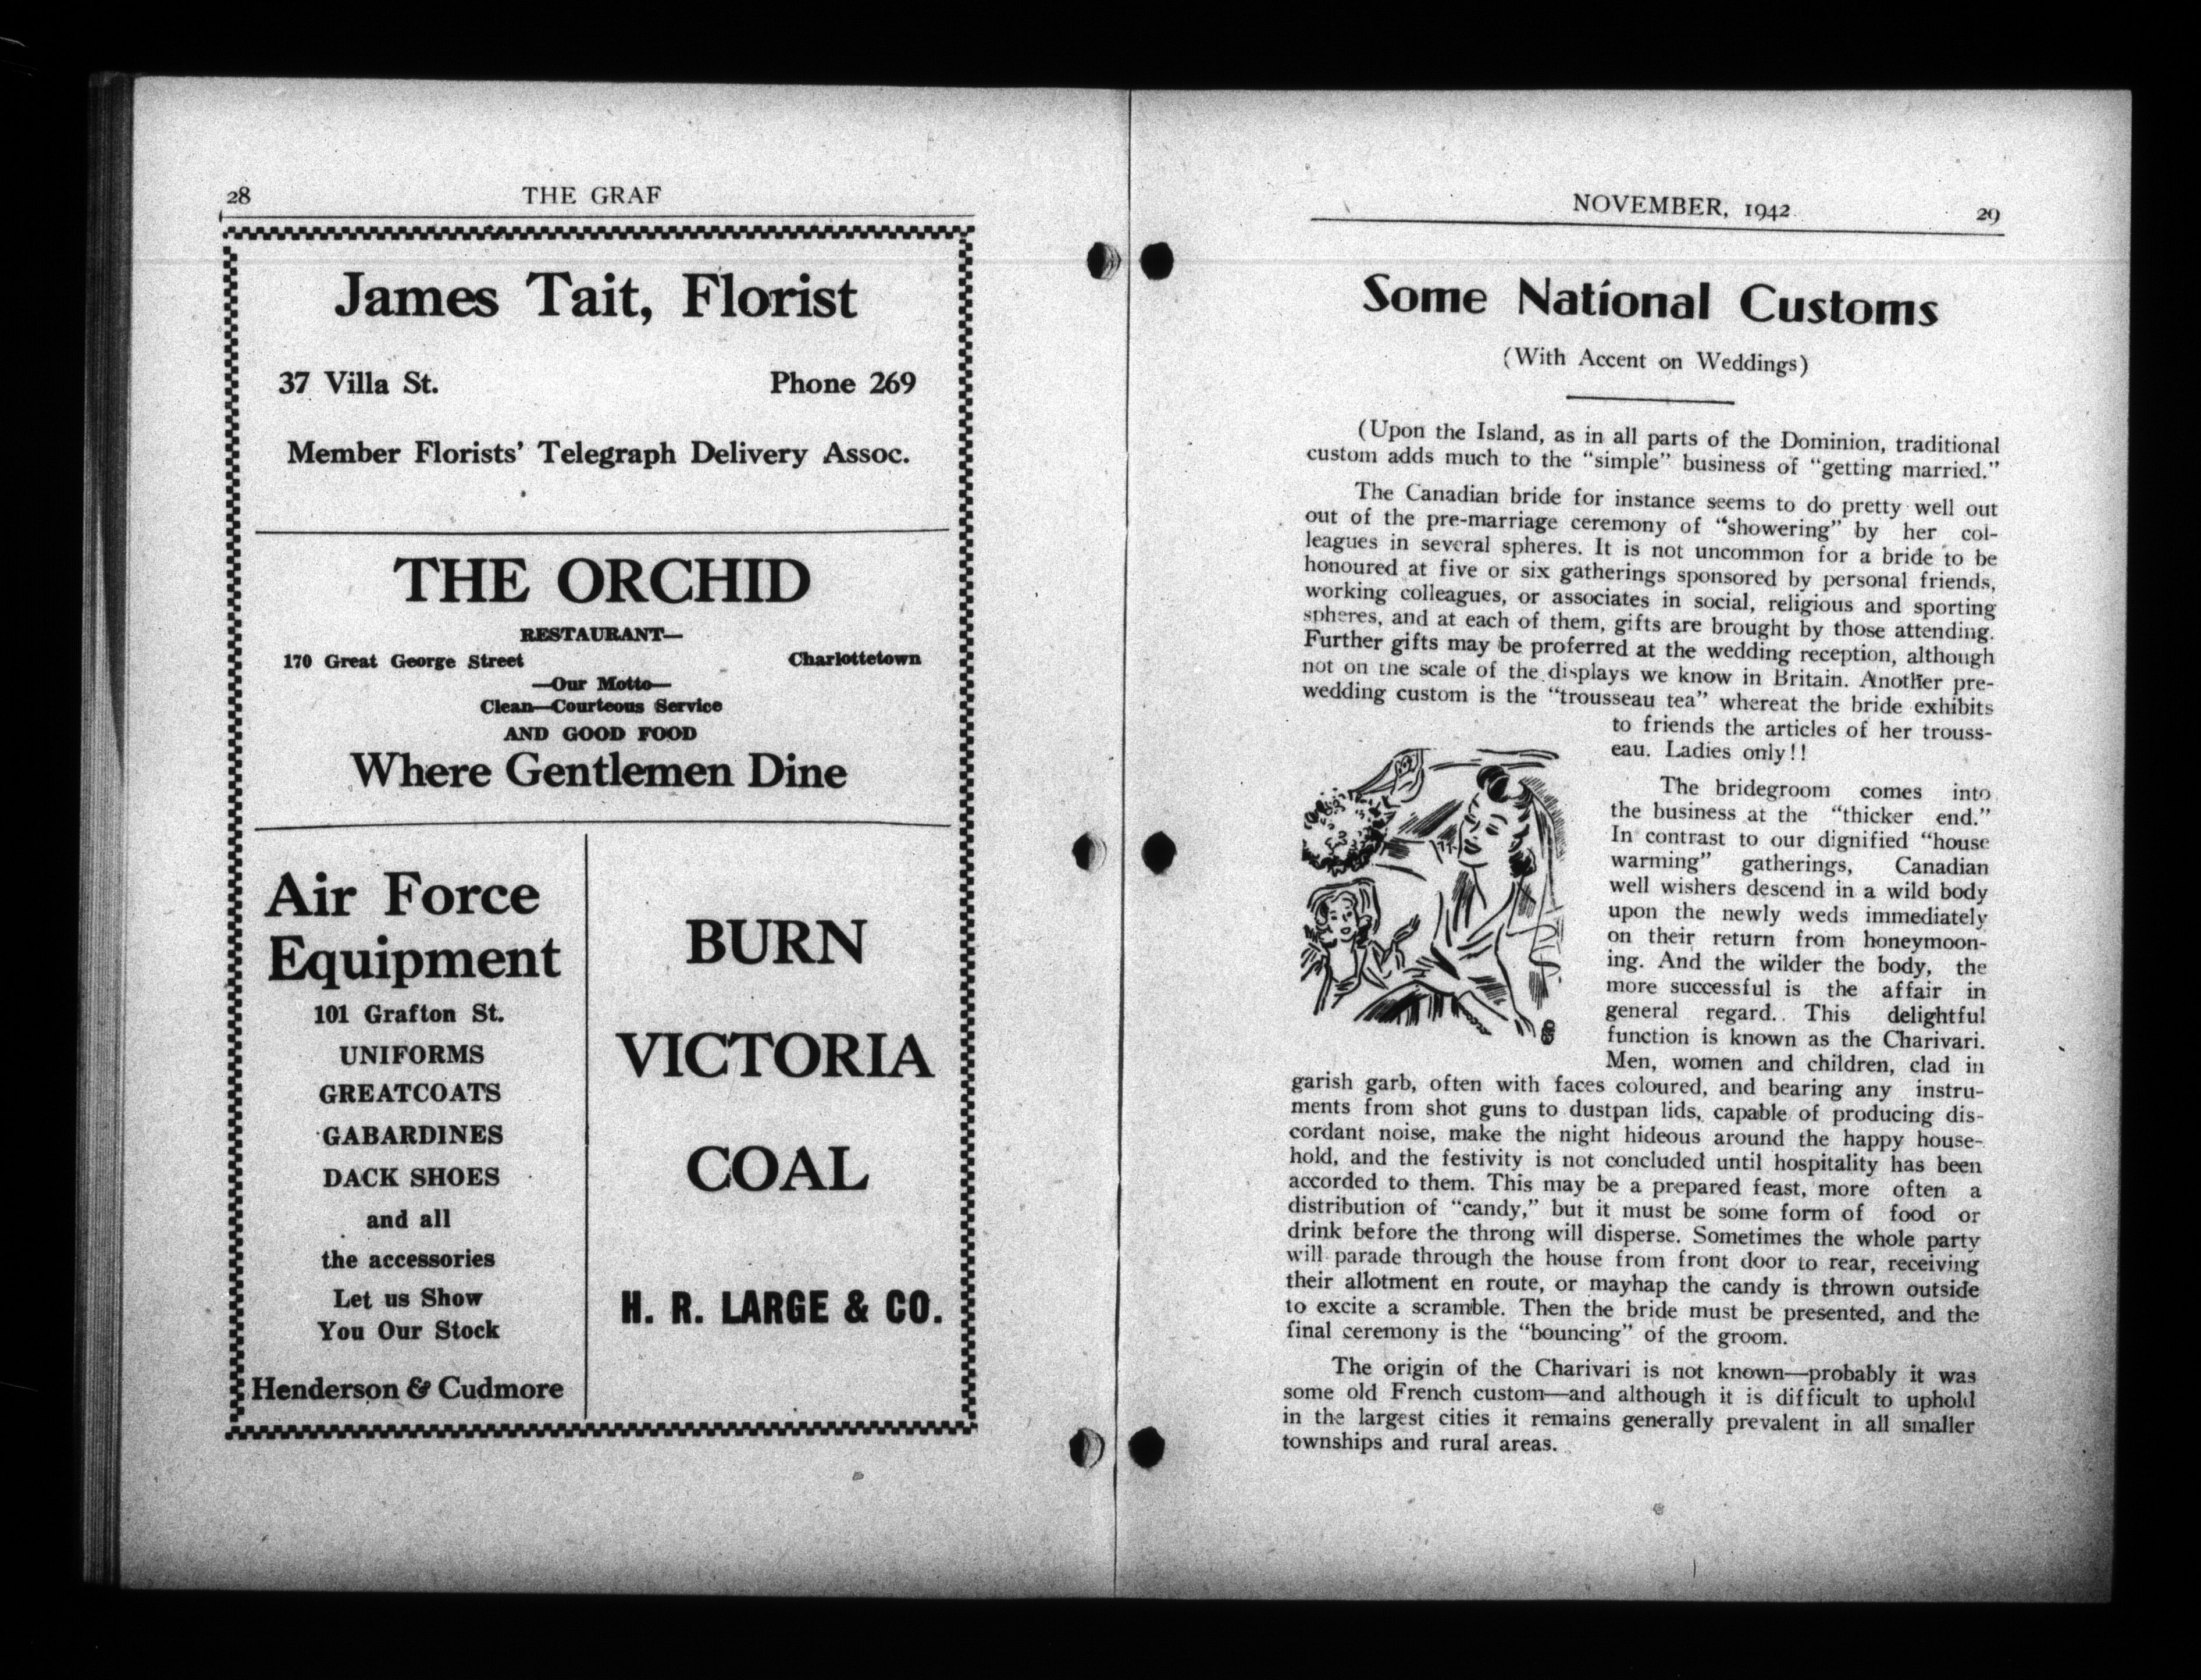 28
THE GRAF
James Tait, Florist
37 Villa St. Phone 269
Member Florists' Telegraph Delivery Assoc.
THE ORCHID
RESTAURANT—
170 Great George Street Charlottetown
—Our Motto—
Clean—Courteous Service
AND GOOD FOOD
Where Gentlemen Dine
Air Force
Equipment
101 Grafton St.
UNIFORMS
GREATCOATS
GABARDINES
DACK SHOES
and all
the accessories
Let us Show
You Our Stock
Henderson & Cudmore
BURN
VICTORIA
COAL
H. R. LARGE & CO.
NOVEMBER, 1942
29
Some National Customs
(With Accent on Weddings)
(Upon the Island, as in all parts of the Dominion, traditional
custom adds much to the "simple" business of "getting married."
The Canadian bride for instance seems to do pretty well out
out of the pre-marriage ceremony of "showering" by her col-
leagues in several spheres. It is not uncommon for a bride to be
honoured at five or six gatherings sponsored by personal friends,
working colleagues, or associates in social, religious and sporting
spheres, and at each of them, gifts are brought by those attending.
Further gifts may be proferred at the wedding reception, although
not on the scale of the displays we know in Britain. Another pre-
wedding custom is the "trousseau tea" whereat the bride exhibits
to friends the articles of her trouss-
eau. Ladies only!!
The bridegroom comes into
the business at the "thicker end."
In contrast to our dignified "house
warming" gatherings, Canadian
well wishers descend in a wild body
upon the newly weds immediately
on their return from honeymoon-
ing. And the wilder the body, the
more successful is the affair in
general regard. This delightful
function is known as the Charivari.
Men, women and children, clad in
garish garb, often with faces coloured, and bearing any instru-
ments from shot guns to dustpan lids, capable of producing dis-
cordant noise, make the night hideous around the happy house-
hold, and the festivity is not concluded until hospitality has been
accorded to them. This may be a prepared feast, more often a
distribution of "candy," but it must be some form of food or
drink before the throng will disperse. Sometimes the whole party
will parade through the house from front door to rear, receiving
their allotment en route, or mayhap the candy is thrown outside
to excite a scramble. Then the bride must be presented, and the
final ceremony is the "bouncing" of the groom.
The origin of the Charivari is not known—probably it was
some old French custom—and although it is difficult to uphold
in the largest cities it remains generally prevalent in all smaller
townships and rural areas.